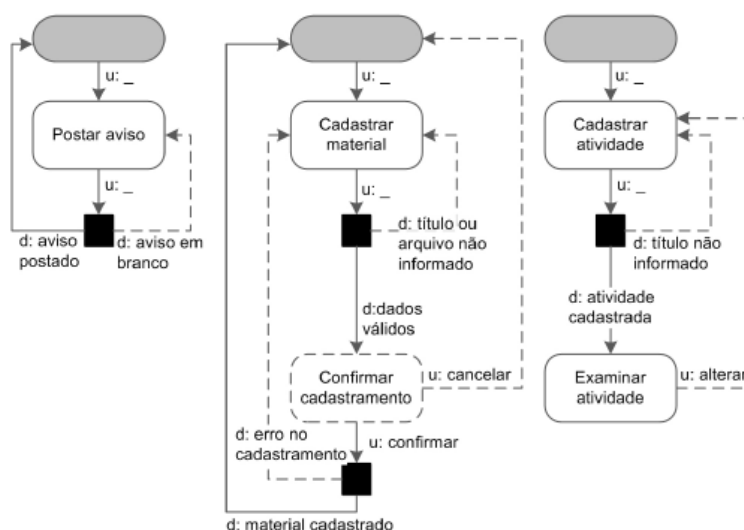 u: _
Postar aviso
u: _
d: aviso
postado
d: aviso em
branco
u: _
Cadastrar
material
u: _
d: título ou
arquivo não
informado
d:dados
válidos
Confirmar
cadastramento
u: cancelar
d: erro no
cadastramento
u: confirmar
d: material cadastrado
u: _
Cadastrar
atividade
u: _
d: título não
informado
d: atividade
cadastrada
Examinar
atividade
u: alterar